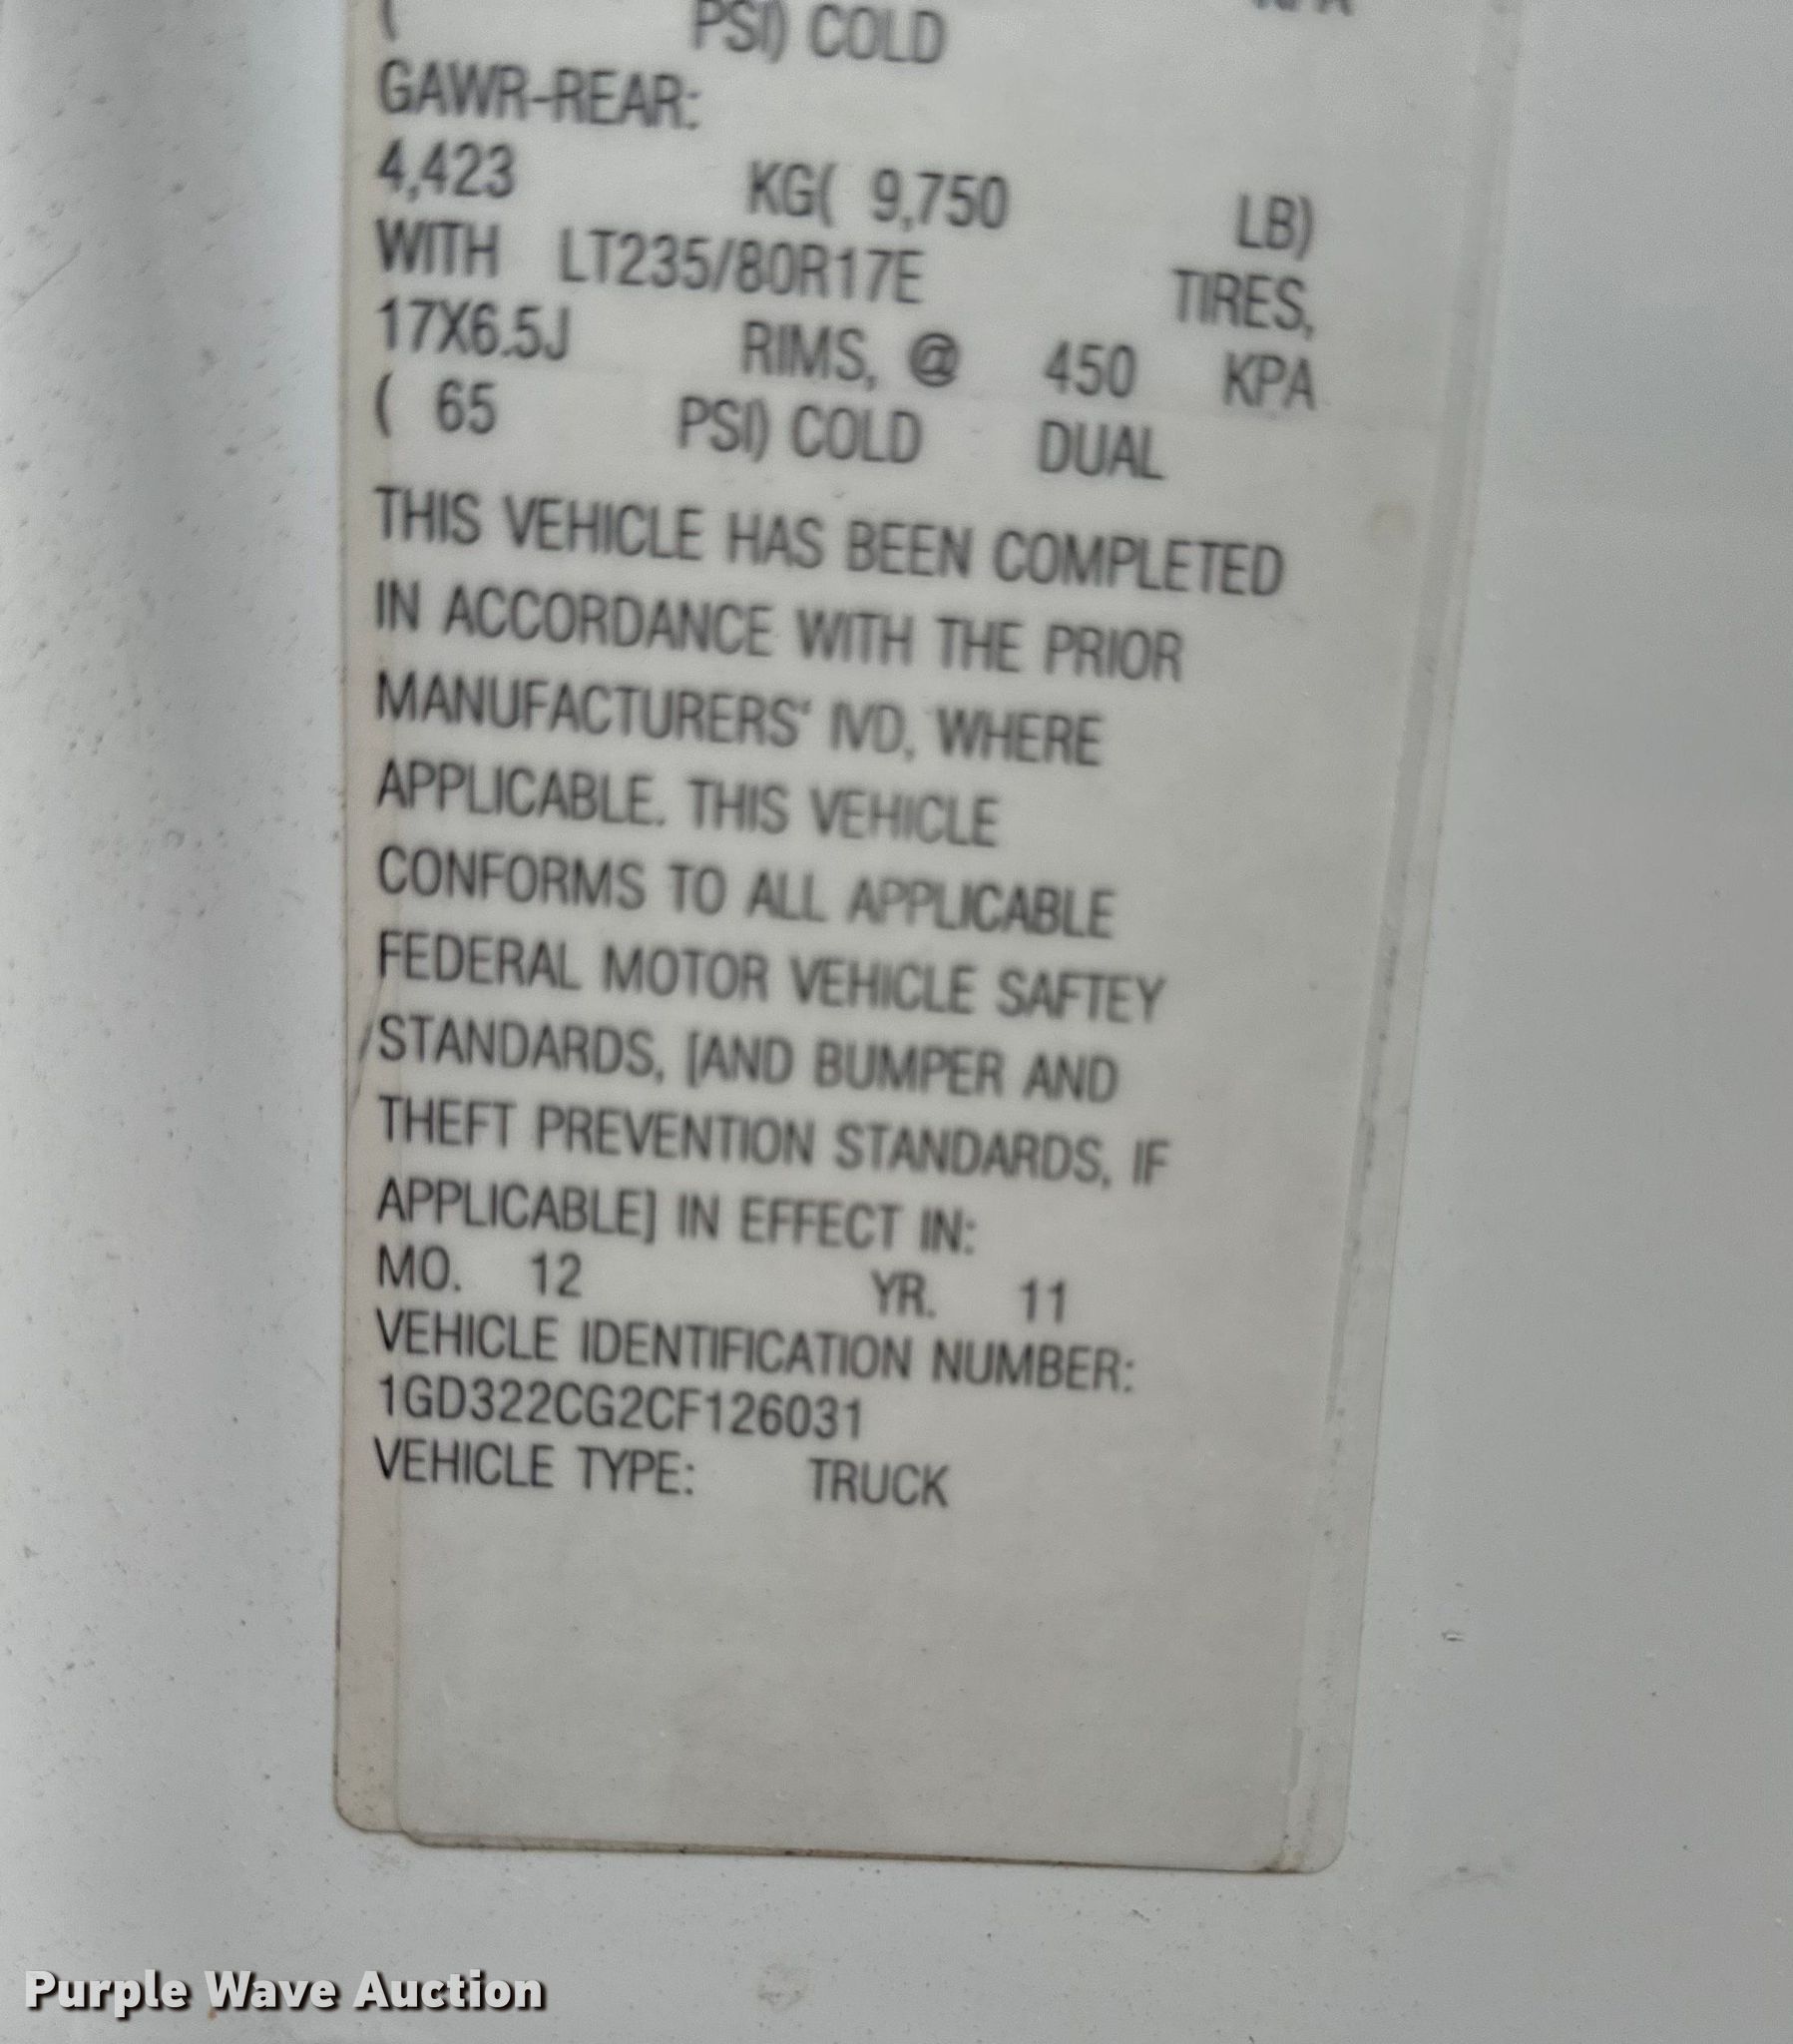 ( PSI) COLD
GAWR-REAR:
4,423 KG( 9,750 LB)
WITH LT235/80R17E TIRES,
17X6.5J RIMS, @ 450 KPA
( 65 PSI) COLD DUAL
THIS VEHICLE HAS BEEN COMPLETED
IN ACCORDANCE WITH THE PRIOR
MANUFACTURERS' IVD, WHERE
APPLICABLE. THIS VEHICLE
CONFORMS TO ALL APPLICABLE
FEDERAL MOTOR VEHICLE SAFTEY
STANDARDS, [AND BUMPER AND
THEFT PREVENTION STANDARDS, IF
APPLICABLE] IN EFFECT IN:
MO. 12 YR. 11
VEHICLE IDENTIFICATION NUMBER:
1GD322CG2CF126031
VEHICLE TYPE: TRUCK
Purple Wave Auction